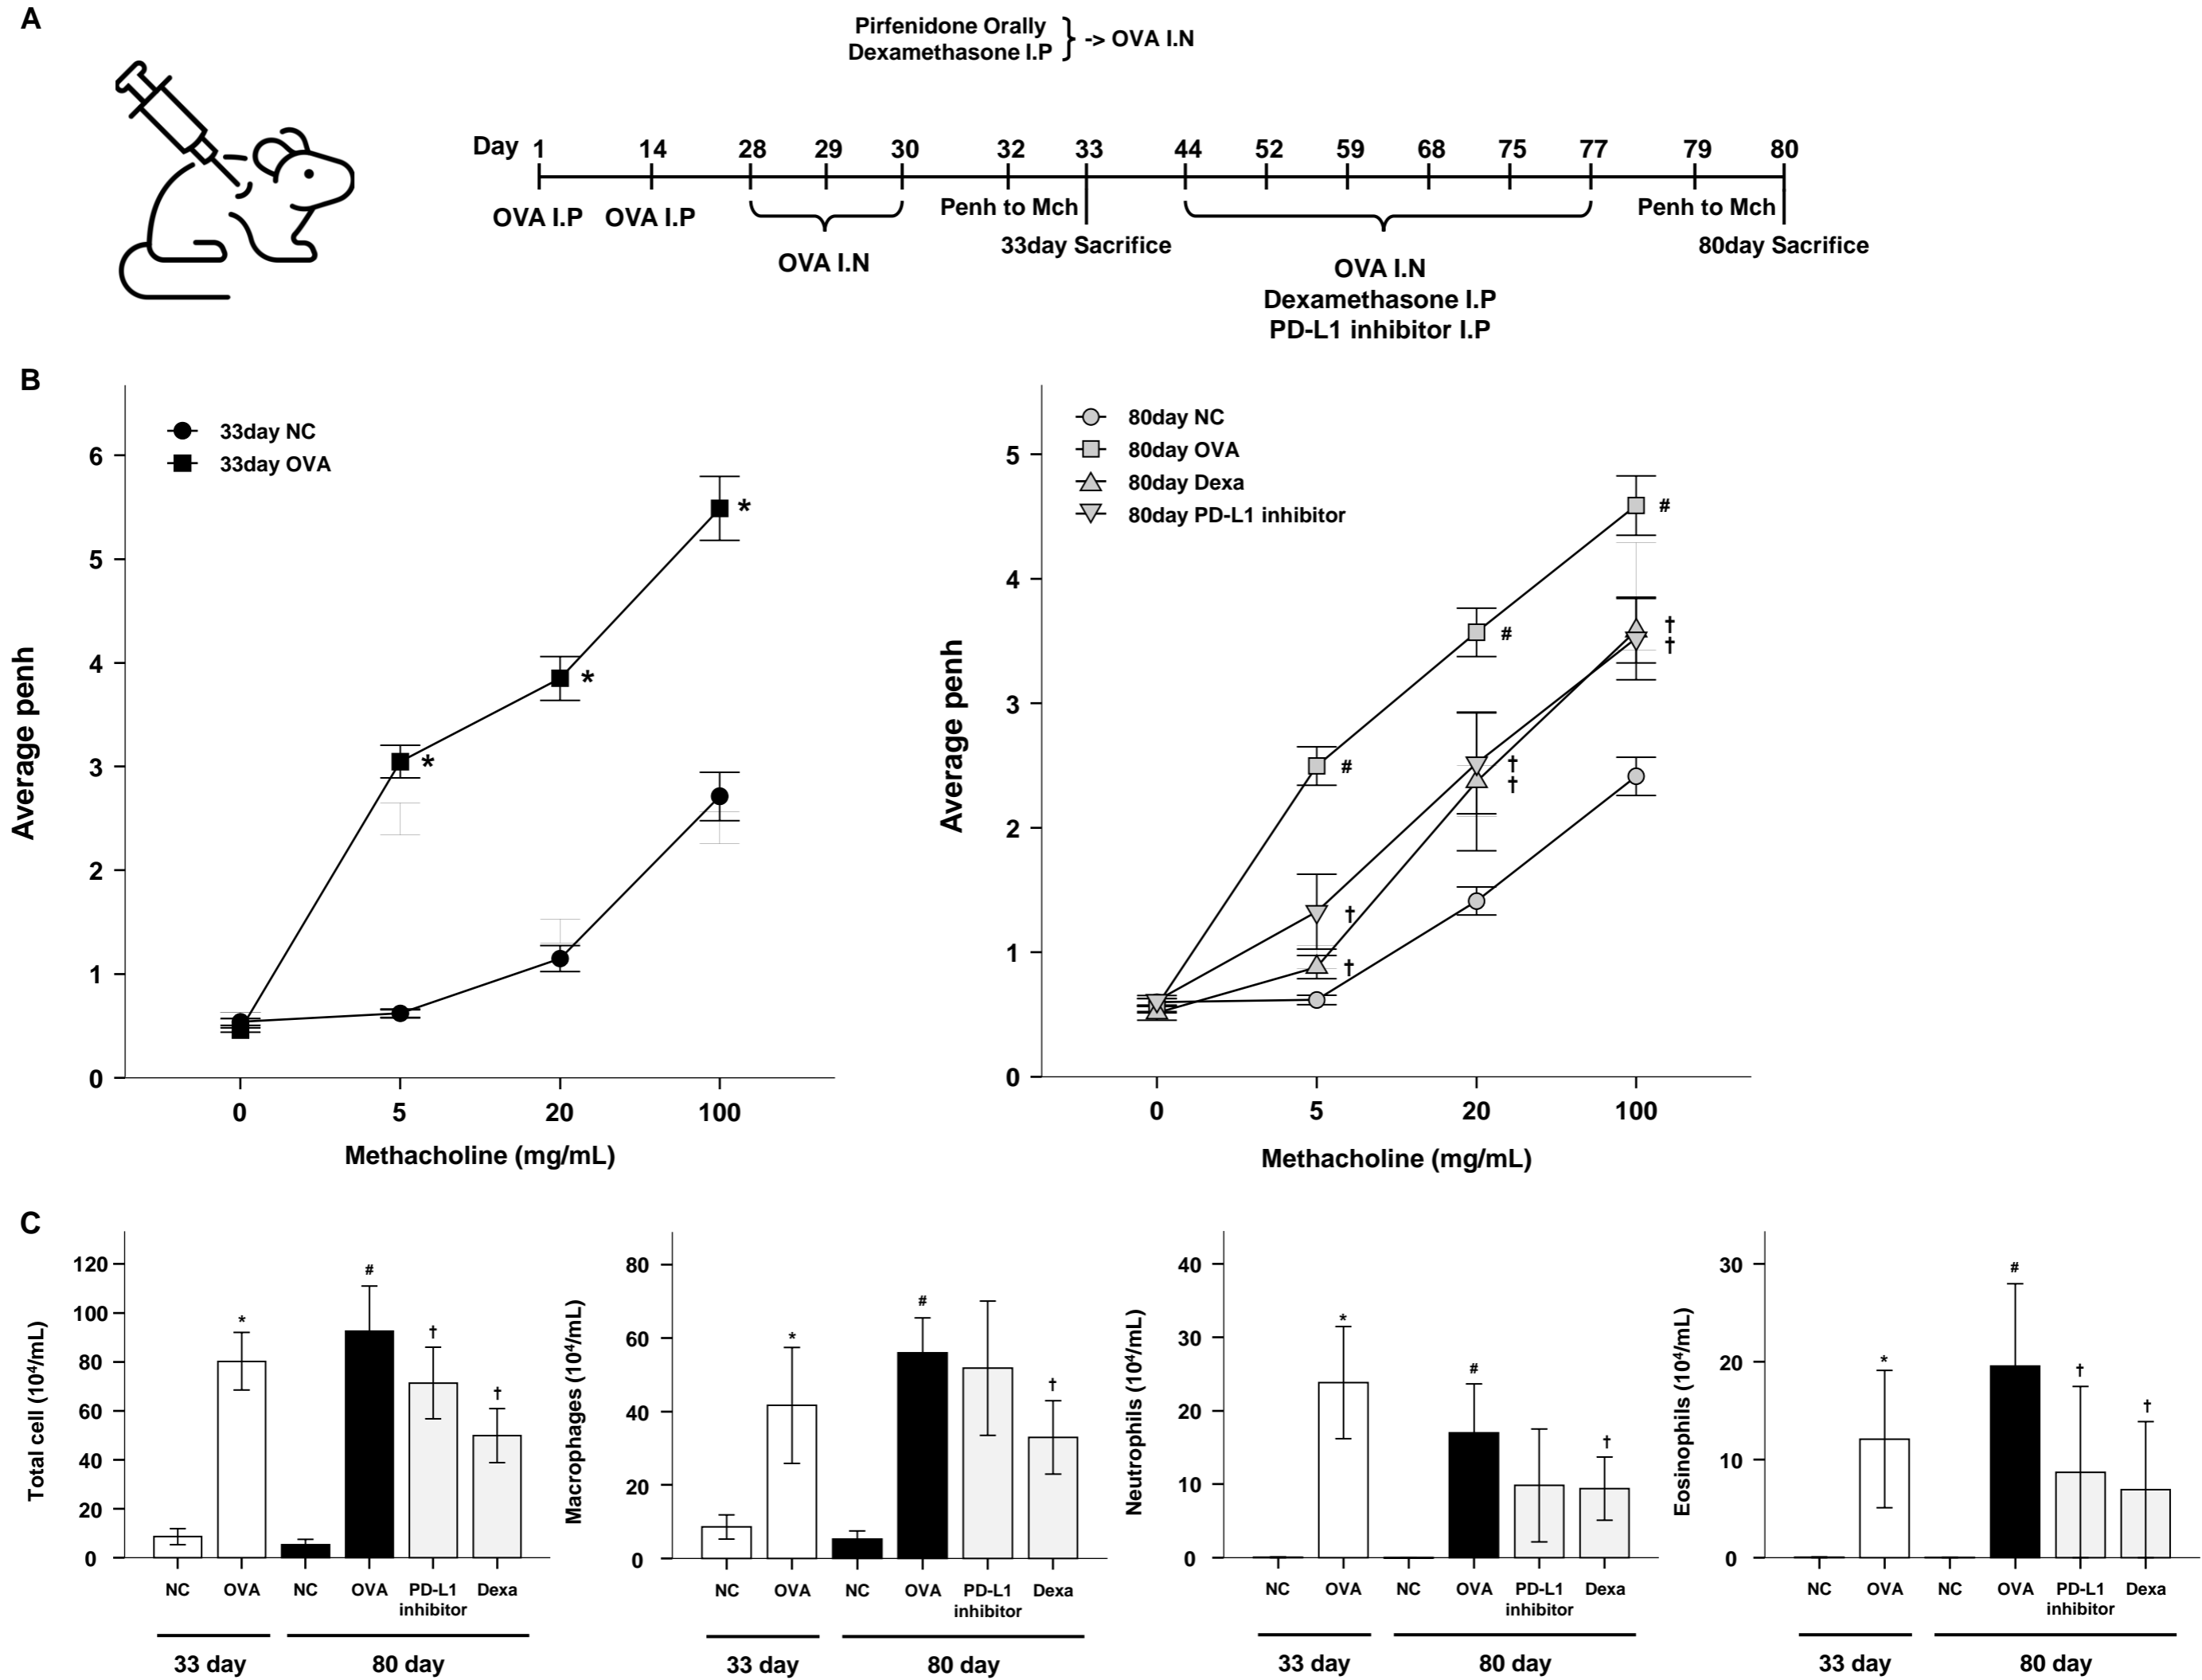 A
Pirfenidone Orally
Dexamethasone I.P
} -> OVA I.N
Day 1 14 28 29 30 32 33 44 52 59 68 75 77 79 80
OVA I.P OVA I.P
OVA I.N
Penh to Mch
33day Sacrifice
OVA I.N
Dexamethasone I.P
PD-L1 inhibitor I.P
Penh to Mch
80day Sacrifice
B
33day NC
33day OVA
6
5
4
3
2
1
0
* * *
0 5 20 100
Average penh
Methacholine (mg/mL)
80day NC
80day OVA
80day Dexa
80day PD-L1 inhibitor
5
4
3
2
1
0
# # #
† † † † † †
0 5 20 100
Average penh
Methacholine (mg/mL)
C
Total cell (10⁴/mL)
120
100
80
60
40
20
0
* # † †
NC OVA NC OVA PD-L1 inhibitor Dexa
33 day 80 day
Macrophages (10⁴/mL)
80
60
40
20
0
* # †
NC OVA NC OVA PD-L1 inhibitor Dexa
33 day 80 day
Neutrophils (10⁴/mL)
40
30
20
10
0
* # †
NC OVA NC OVA PD-L1 inhibitor Dexa
33 day 80 day
Eosinophils (10⁴/mL)
30
20
10
0
* # † †
NC OVA NC OVA PD-L1 inhibitor Dexa
33 day 80 day